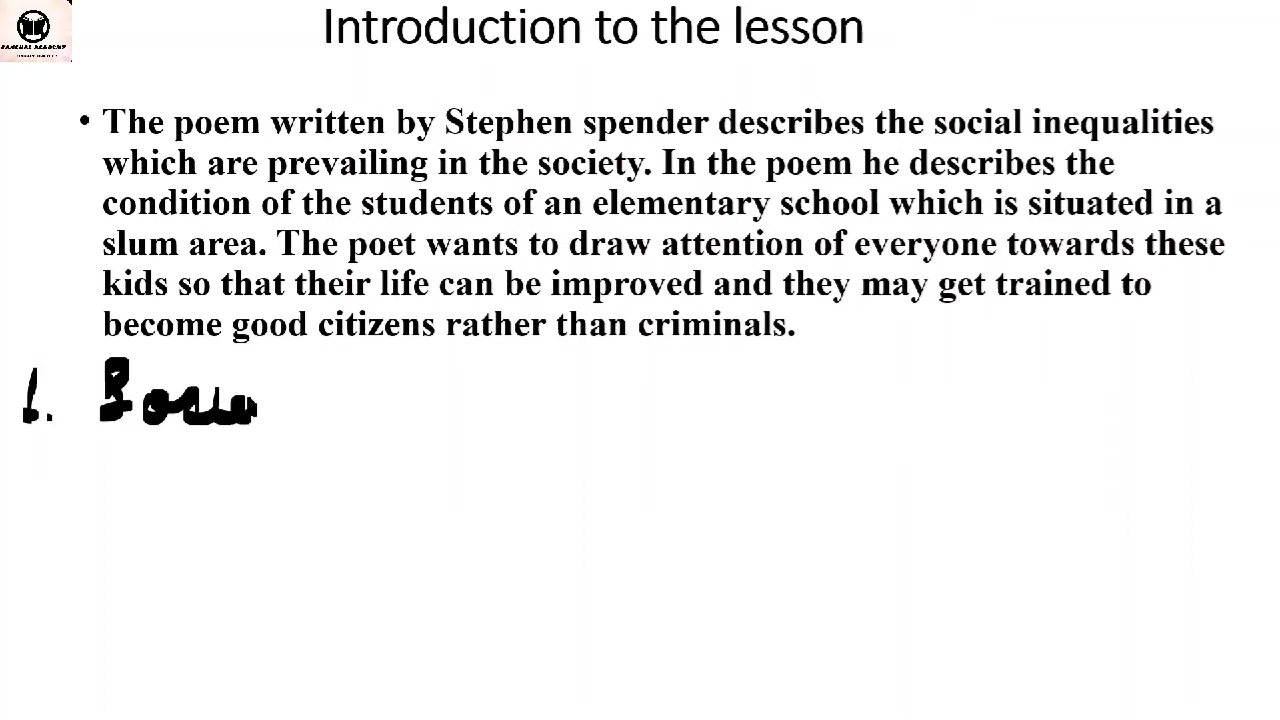 Introduction to the lesson
• The poem written by Stephen spender describes the social inequalities
which are prevailing in the society. In the poem he describes the
condition of the students of an elementary school which is situated in a
slum area. The poet wants to draw attention of everyone towards these
kids so that their life can be improved and they may get trained to
become good citizens rather than criminals.
1.